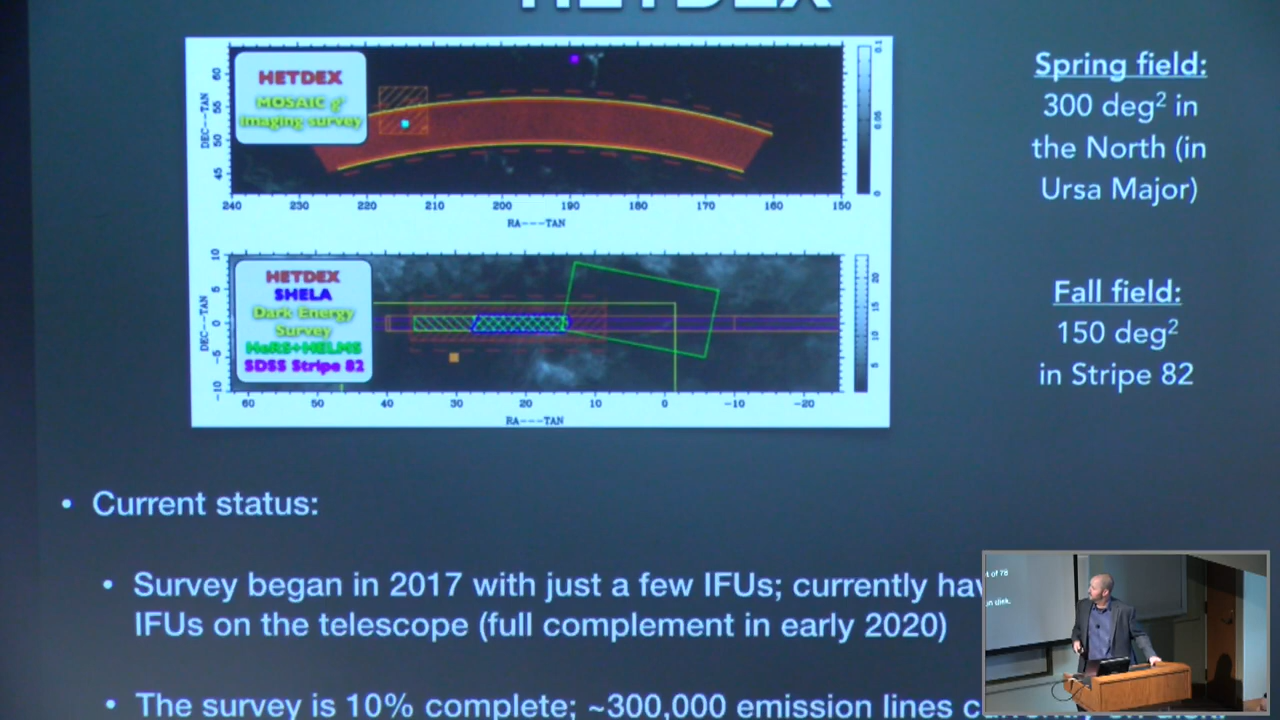 HETDEX
HETDEX
MOSAIC g'
imaging survey
DEC---TAN
60
55
50
45
240 230 220 210 200 190 180 170 160 150
RA---TAN
0.1
0.05
0
Spring field:
300 deg² in
the North (in
Ursa Major)
HETDEX
SHELA
Dark Energy
Survey
HeRS+HELMS
SDSS Stripe 82
DEC---TAN
10
5
0
-5
-10
60 50 40 30 20 10 0 -10 -20
RA---TAN
20
15
10
5
Fall field:
150 deg²
in Stripe 82
• Current status:
• Survey began in 2017 with just a few IFUs; currently
IFUs on the telescope (full complement in early 2020)
• The survey is 10% complete; ~300,000 emission lines
of 78
on disk.